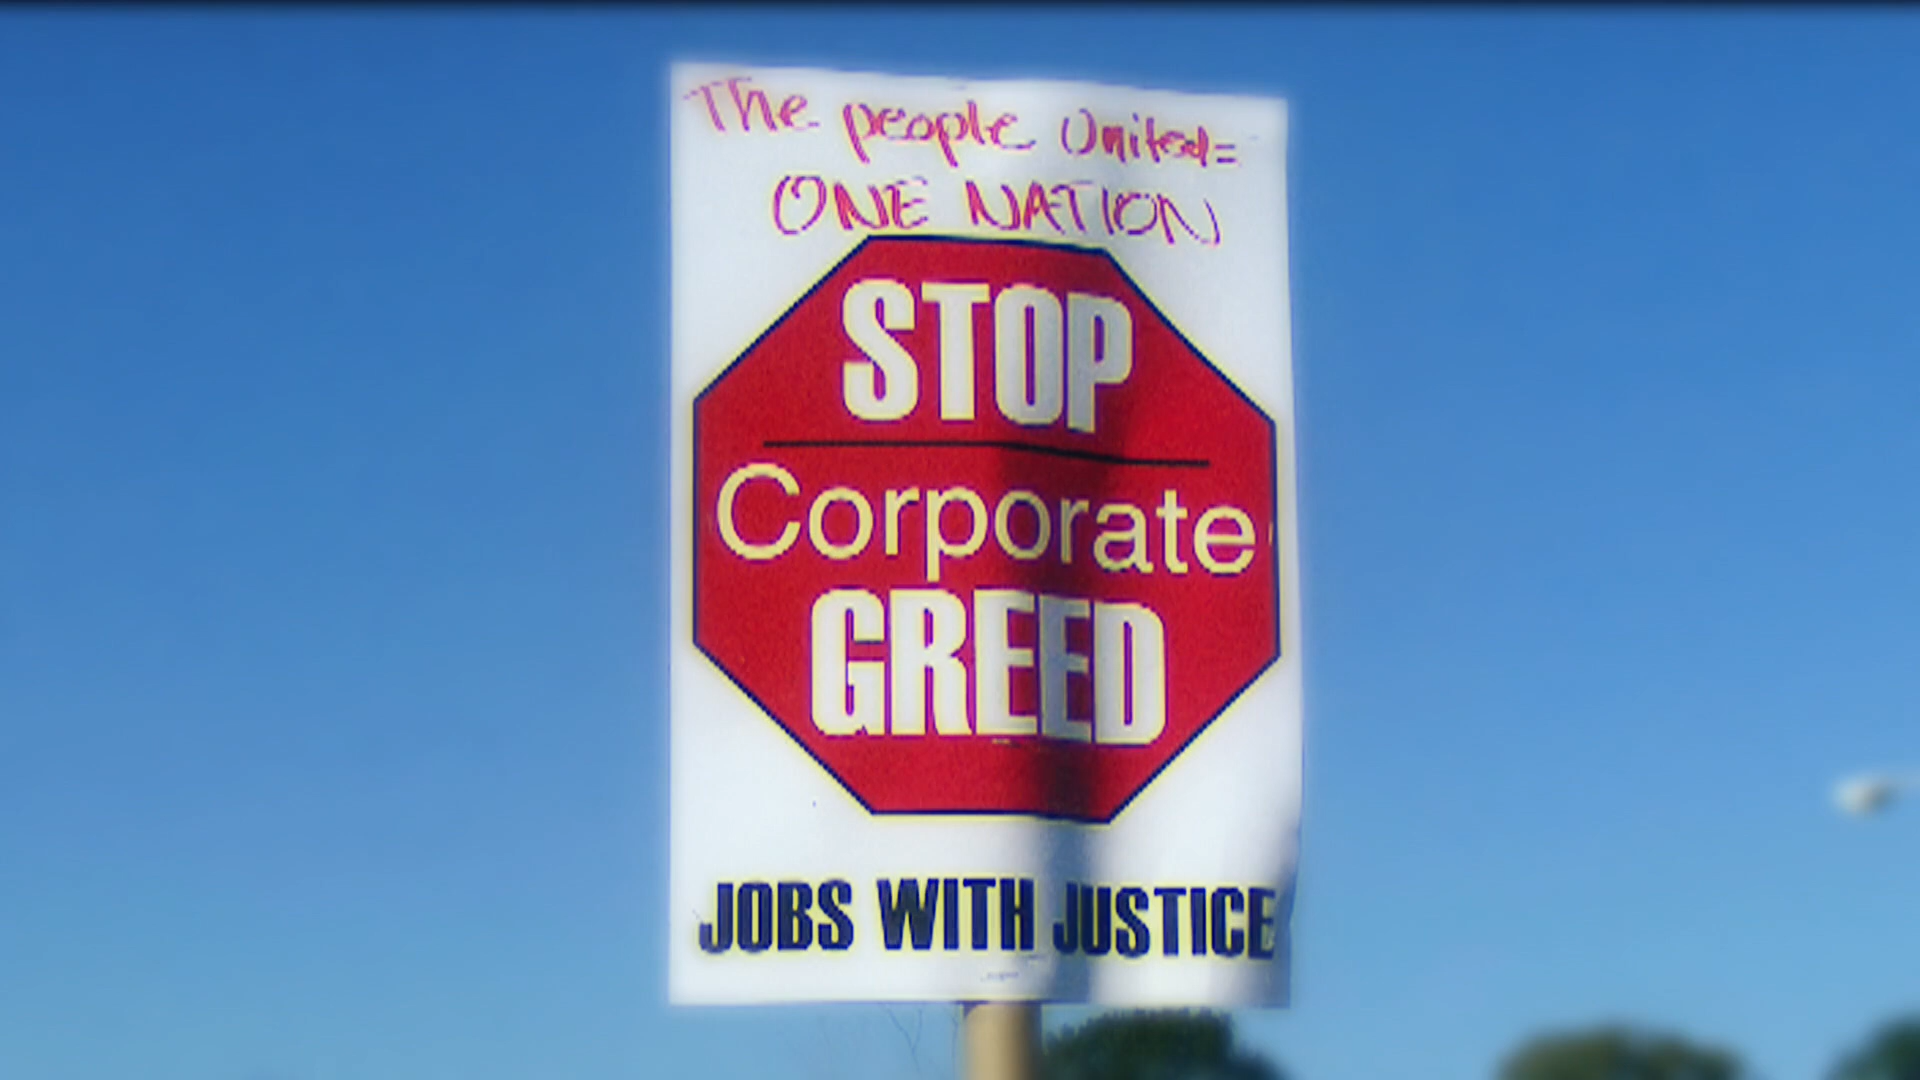 The people United=
ONE NATION
STOP
Corporate
GREED
JOBS WITH JUSTICE